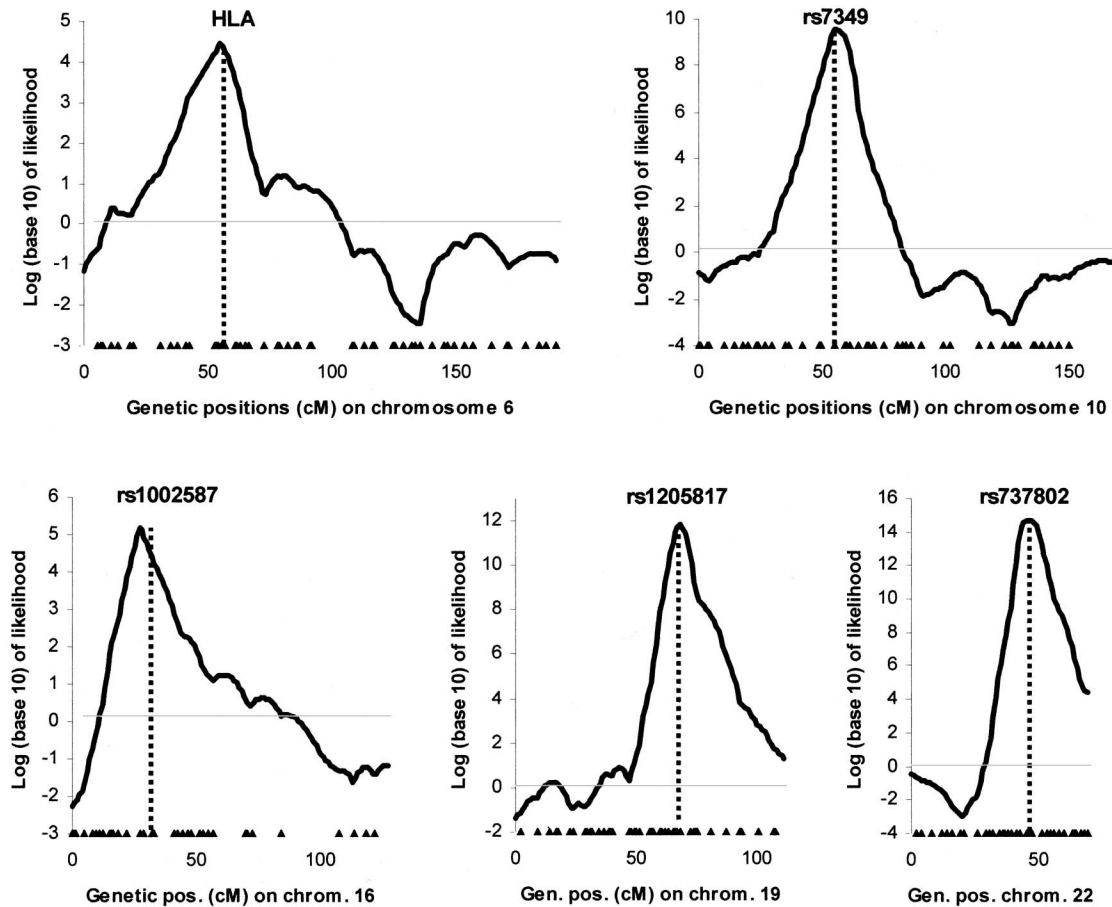 HLA
Log (base 10) of likelihood
5
4
3
2
1
0
-1
-2
-3
0 50 100 150
Genetic positions (cM) on chromosome 6
rs7349
Log (base 10) of likelihood
10
8
6
4
2
0
-2
-4
0 50 100 150
Genetic positions (cM) on chromosome 10
rs1002587
Log (base 10) of likelihood
6
5
4
3
2
1
0
-1
-2
-3
0 50 100
Genetic pos. (cM) on chrom. 16
rs1205817
Log (base 10) of likelihood
12
10
8
6
4
2
0
-2
0 50 100
Gen. pos. (cM) on chrom. 19
rs737802
Log (base 10) of likelihood
16
14
12
10
8
6
4
2
0
-2
-4
0 50
Gen. pos. chrom. 22